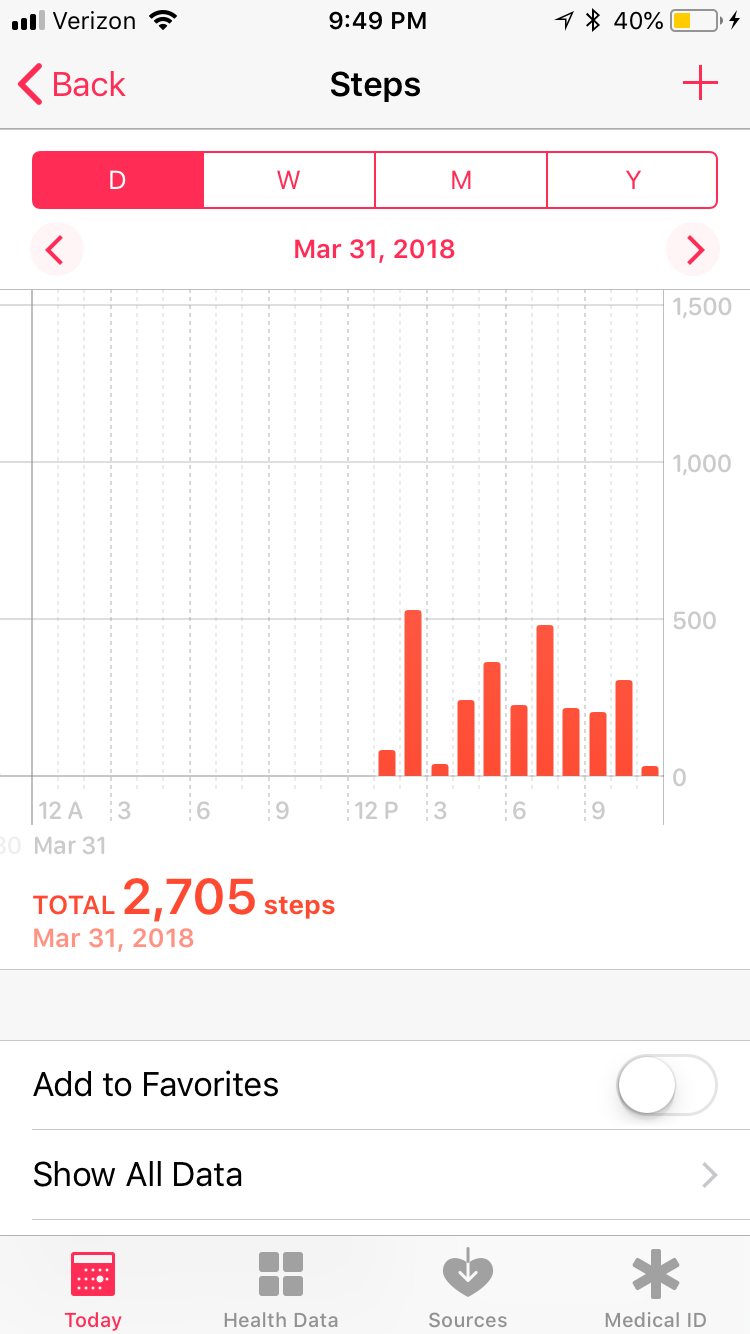 Verizon 9:49 PM 40%
Back Steps
D W M Y
Mar 31, 2018
1,500
1,000
500
0
12 A 3 6 9 12 P 3 6 9
30 Mar 31
TOTAL 2,705 steps
Mar 31, 2018
Add to Favorites
Show All Data
Today Health Data Sources Medical ID